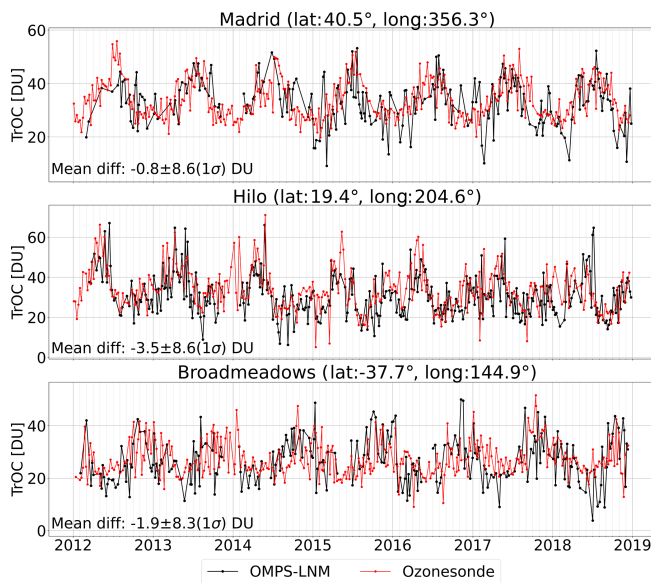 Madrid (lat:40.5°, long:356.3°)
60
40
20
TrOC [DU]
Mean diff: -0.8±8.6(1σ) DU
Hilo (lat:19.4°, long:204.6°)
60
40
20
0
TrOC [DU]
Mean diff: -3.5±8.6(1σ) DU
Broadmeadows (lat:-37.7°, long:144.9°)
40
20
0
TrOC [DU]
Mean diff: -1.9±8.3(1σ) DU
2012 2013 2014 2015 2016 2017 2018 2019
OMPS-LNM Ozonesonde